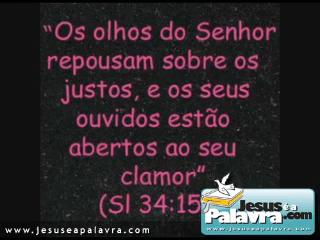 “Os olhos do Senhor
repousam sobre os
justos, e os seus
ouvidos estão
abertos ao seu
clamor”
(Sl 34:15)
Jesus é a
Palavra.com
www.jesuseapalavra.com
www.jesuseapalavra.com